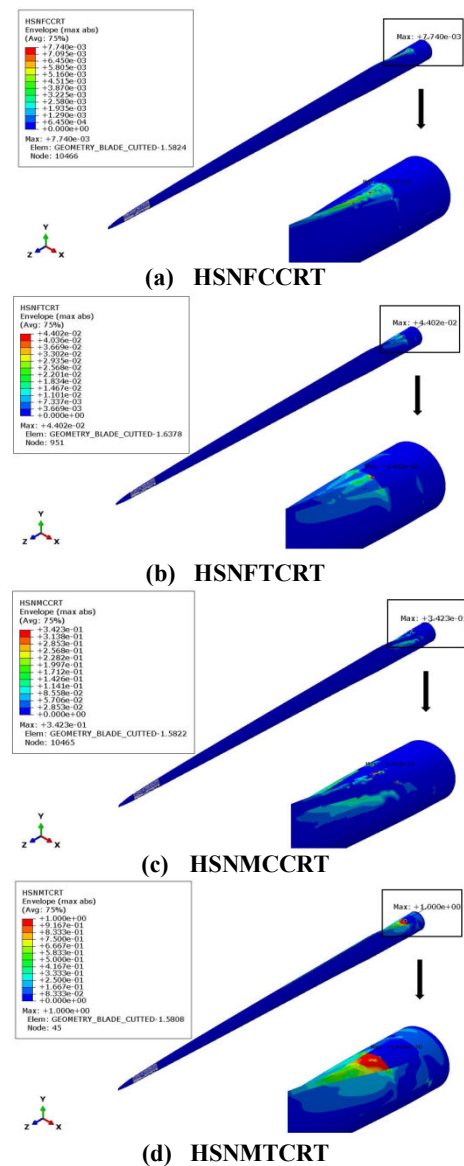 HSNFCCRT
Envelope (max abs)
(Avg: 75%)
+7.740e-03
+7.095e-03
+6.450e-03
+5.805e-03
+5.160e-03
+4.515e-03
+3.870e-03
+3.225e-03
+2.580e-03
+1.935e-03
+1.290e-03
+6.450e-04
+0.000e+00
Max: +7.740e-03
Elem: GEOMETRY_BLADE_CUTTED-1.5824
Node: 10466
Max: +7.740e-03
Y
Z X
(a) HSNFCCRT
HSNFTCRT
Envelope (max abs)
(Avg: 75%)
+4.402e-02
+4.036e-02
+3.669e-02
+3.302e-02
+2.935e-02
+2.568e-02
+2.201e-02
+1.834e-02
+1.467e-02
+1.101e-02
+7.337e-03
+3.669e-03
+0.000e+00
Max: +4.402e-02
Elem: GEOMETRY_BLADE_CUTTED-1.6378
Node: 951
Max: +4.402e-02
Y
Z X
(b) HSNFTCRT
HSNMCCRT
Envelope (max abs)
(Avg: 75%)
+3.423e-01
+3.138e-01
+2.853e-01
+2.568e-01
+2.282e-01
+1.997e-01
+1.712e-01
+1.426e-01
+1.141e-01
+8.558e-02
+5.706e-02
+2.853e-02
+0.000e+00
Max: +3.423e-01
Elem: GEOMETRY_BLADE_CUTTED-1.5822
Node: 10465
Max: +3.423e-01
Y
Z X
(c) HSNMCCRT
HSNMTCRT
Envelope (max abs)
(Avg: 75%)
+1.000e+00
+9.167e-01
+8.333e-01
+7.500e-01
+6.667e-01
+5.833e-01
+5.000e-01
+4.167e-01
+3.333e-01
+2.500e-01
+1.667e-01
+8.333e-02
+0.000e+00
Max: +1.000e+00
Elem: GEOMETRY_BLADE_CUTTED-1.5808
Node: 45
Max: +1.000e+00
Y
Z X
(d) HSNMTCRT